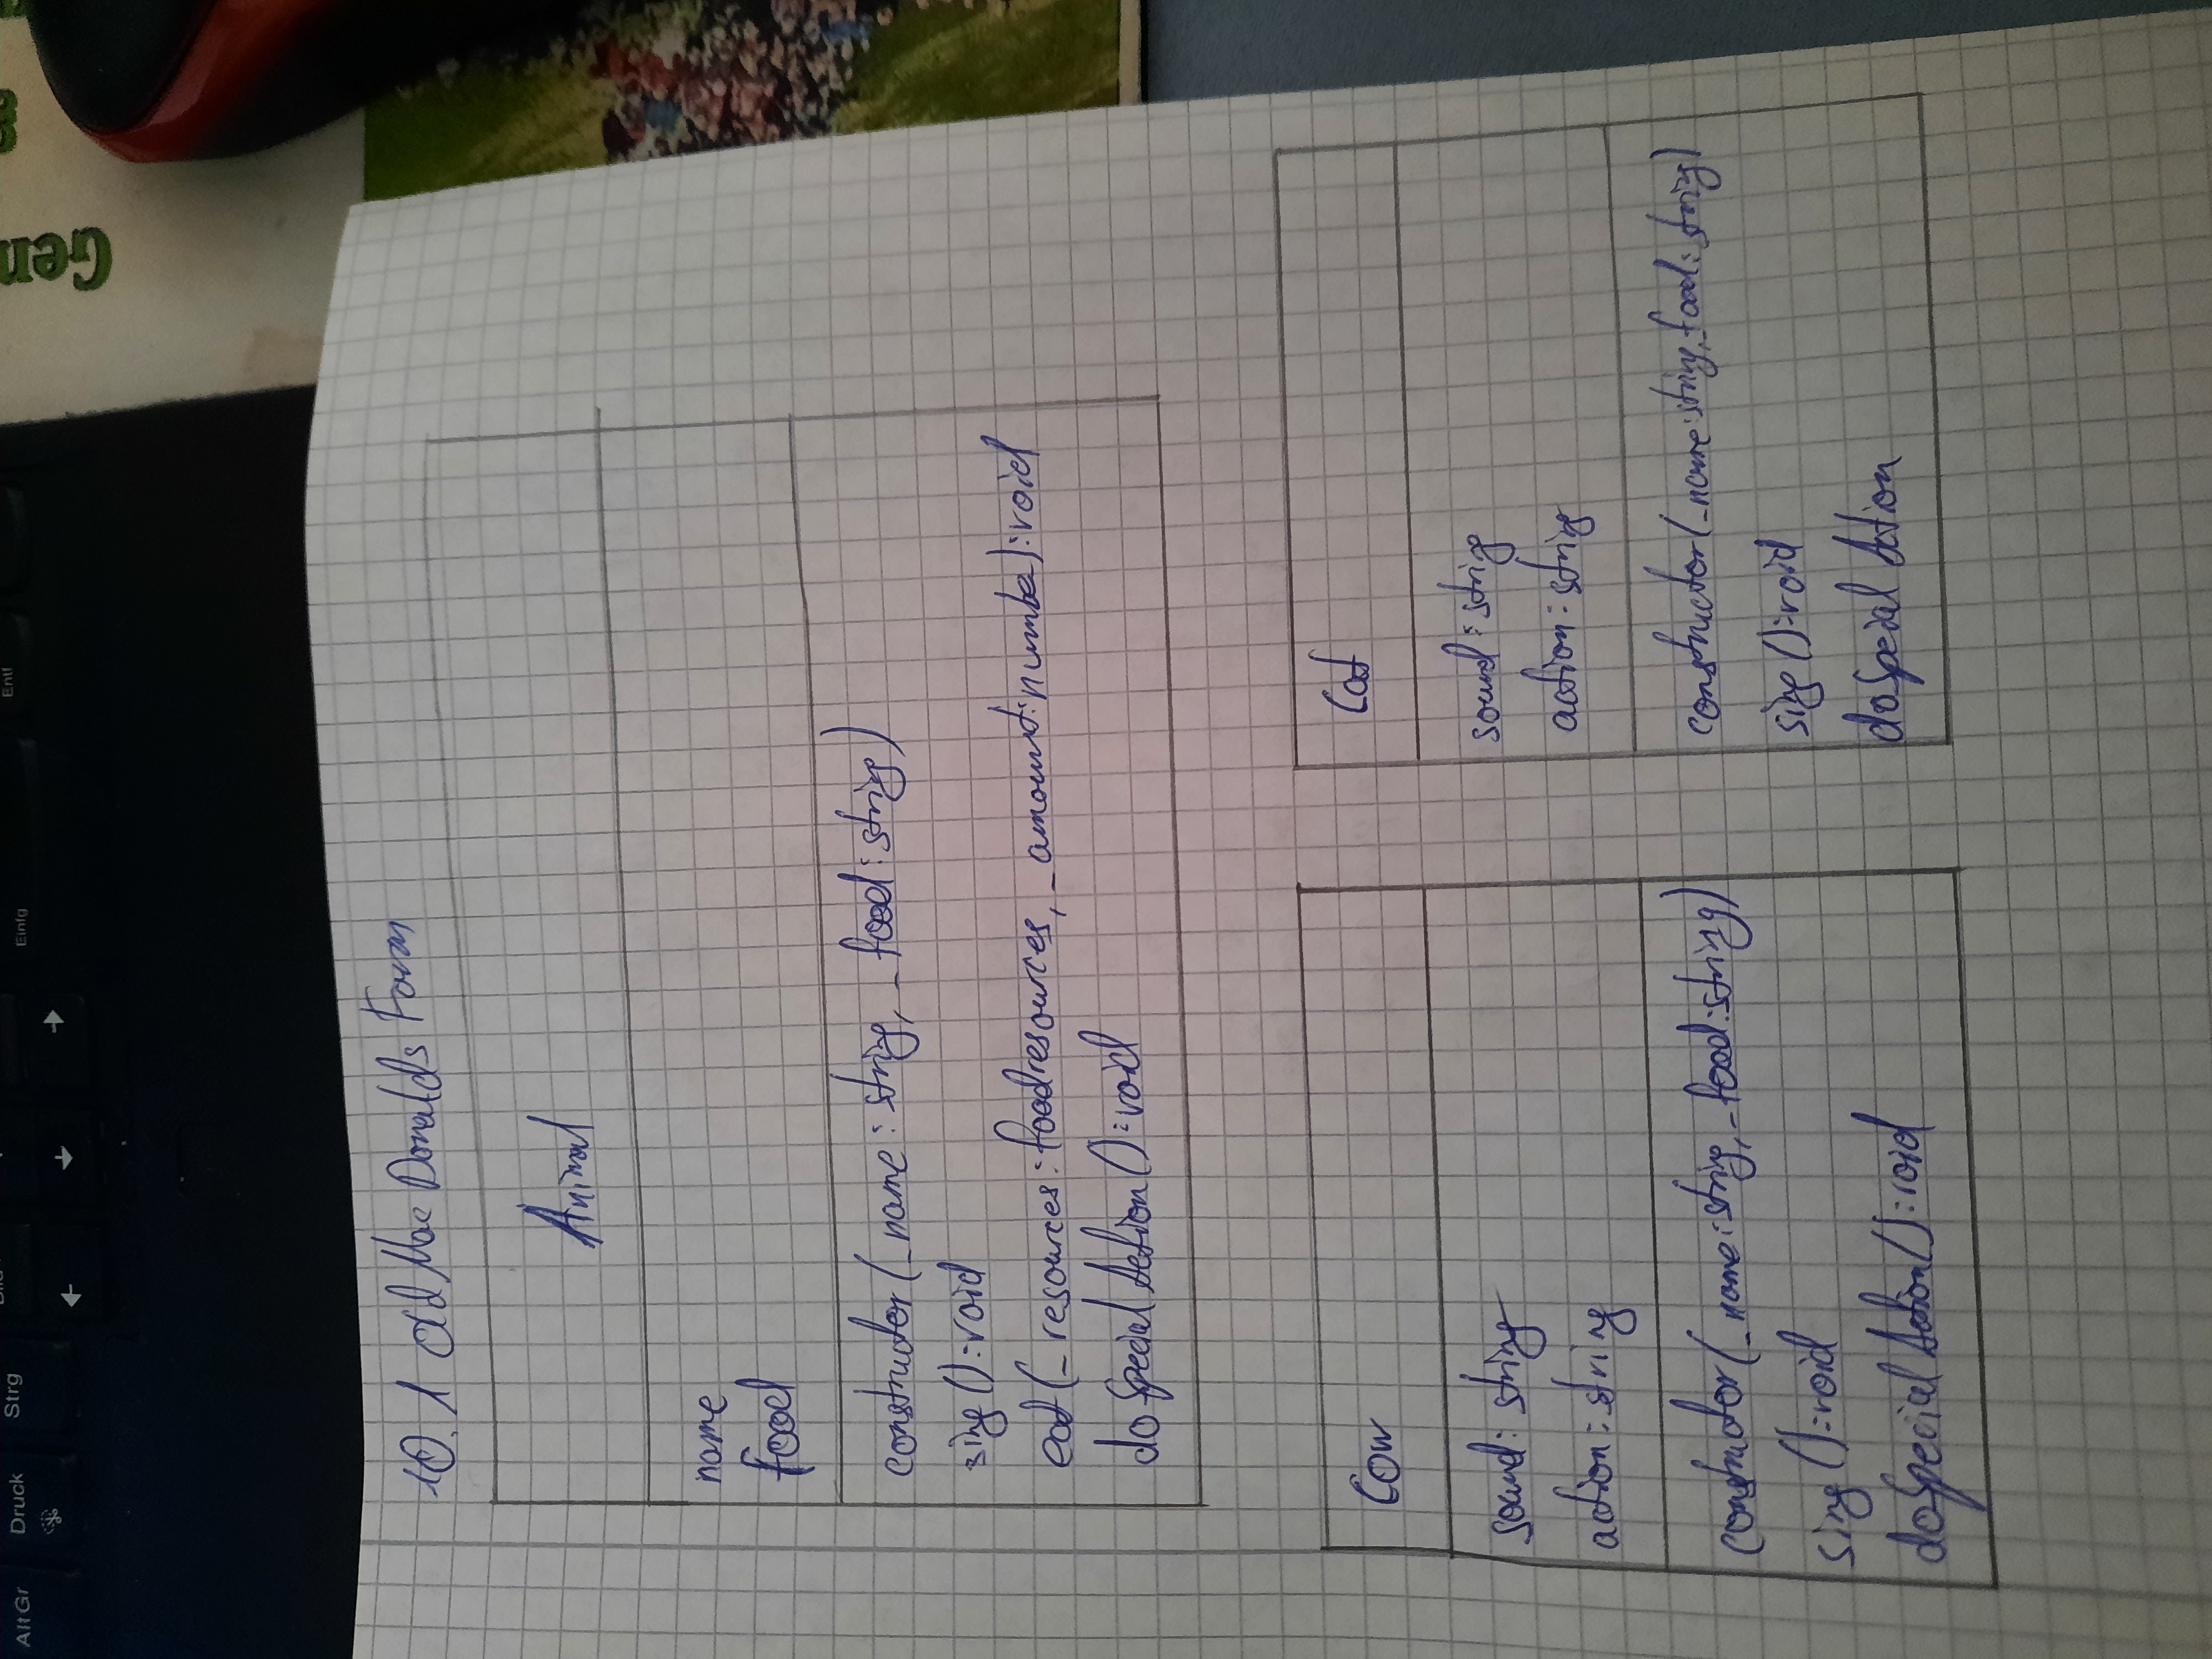 AltGr
Druck
Strg
Einfg
Entf
Gen
10.1 Old Mac Donalds Farm
Animal
name
food
constructor(_name:string, _food:string)
sing():void
eat(_resources:foodresources, _amount:number):void
doSpecialAction():void
Cow
sound: string
action: string
constructor(_name:string, _food:string)
sing():void
doSpecialAction():void
Cat
sound: string
action: string
constructor(_name:string,_food: string)
sing():void
doSpecialAction